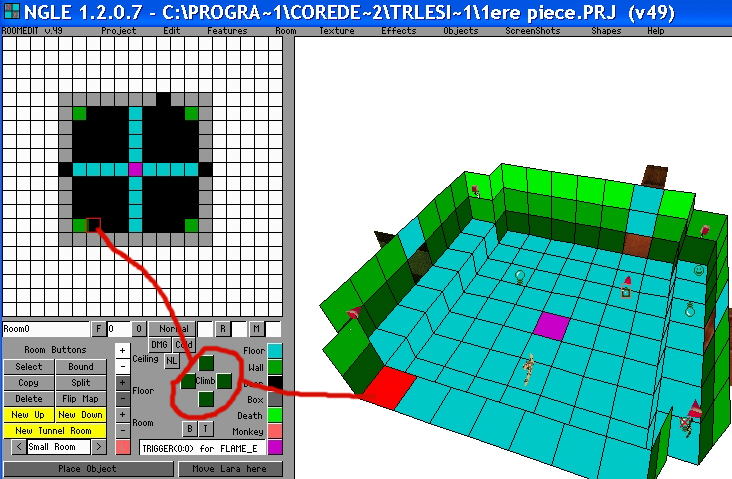 NGLE 1.2.0.7 - C:\PROGRA~1\COREDE~2\TRLESI~1\1ere piece.PRJ (v49)
ROOMEDIT v.49 Project Edit Features Room Texture Effects Objects ScreenShots Shapes Help
Room0 F 0 0 Normal R M
DMG Cold
Room Buttons + Ceiling NL Floor
Select Bound - Climb Wall
Copy Split + Door
Delete Flip Map - Floor Box
New Up New Down + B T Death
New Tunnel Room - Room Monkey
< Small Room > TRIGGER(0:0) for FLAME_E
Place Object Move Lara here